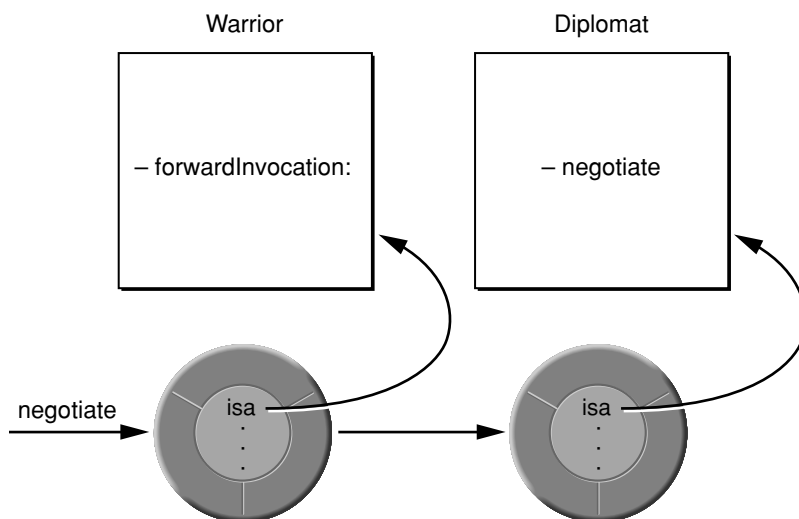 Warrior
Diplomat
– forwardInvocation:
– negotiate
negotiate
isa
.
.
.
isa
.
.
.